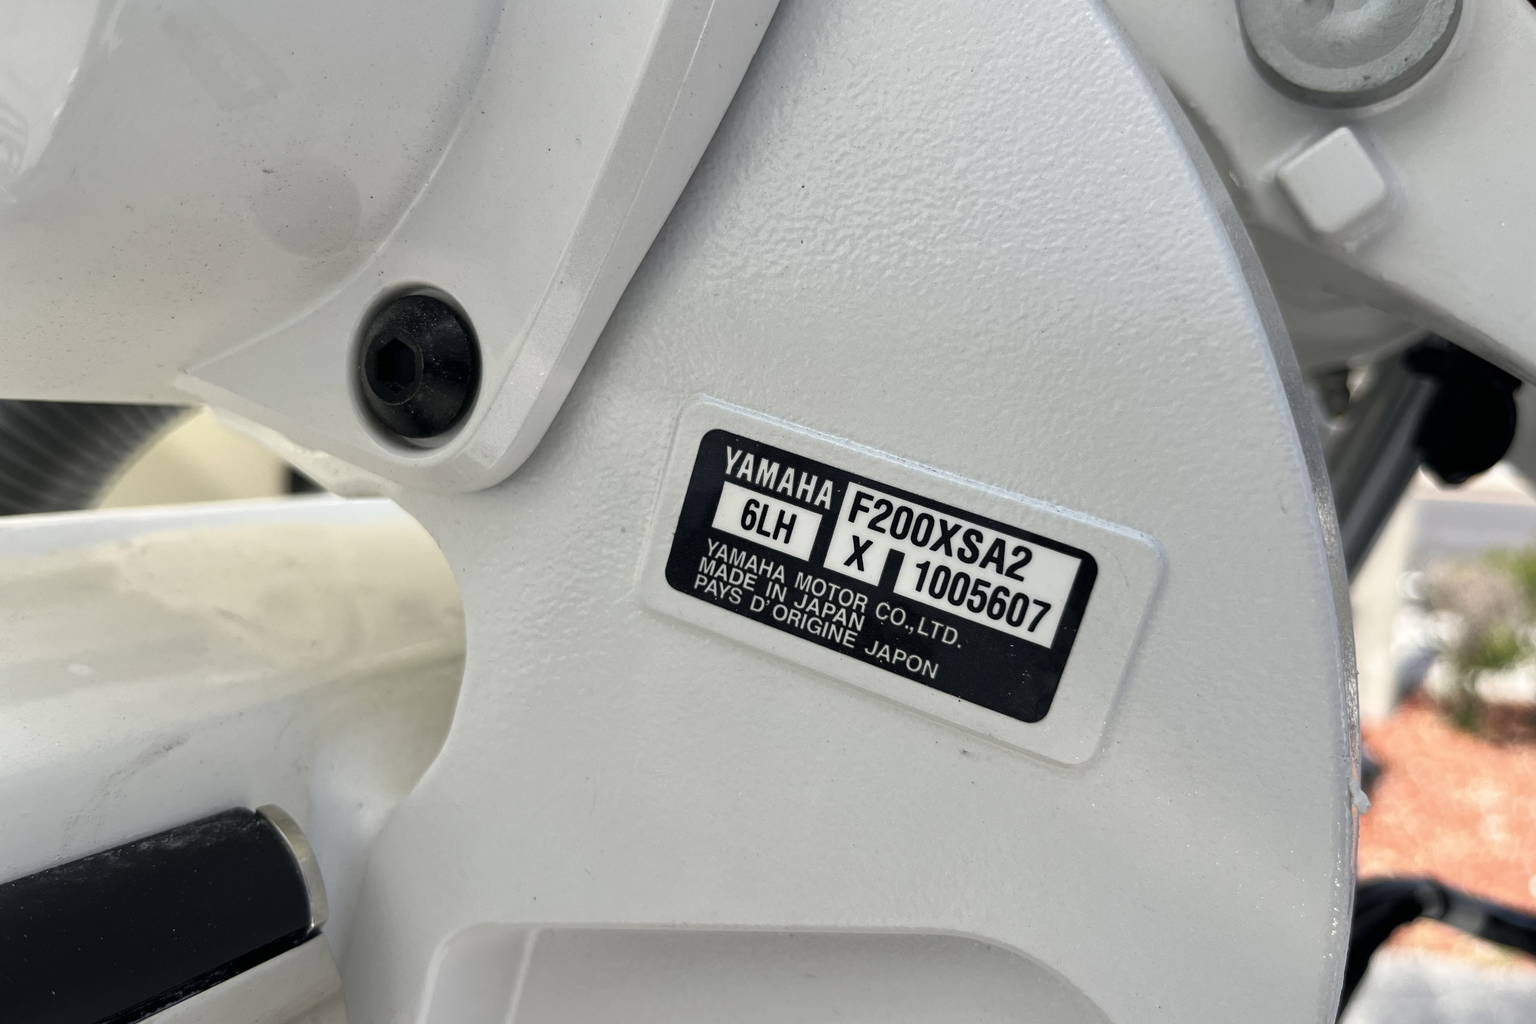 YAMAHA F200XSA2
6LH X 1005607
YAMAHA MOTOR CO.,LTD.
MADE IN JAPAN
PAYS D'ORIGINE JAPON